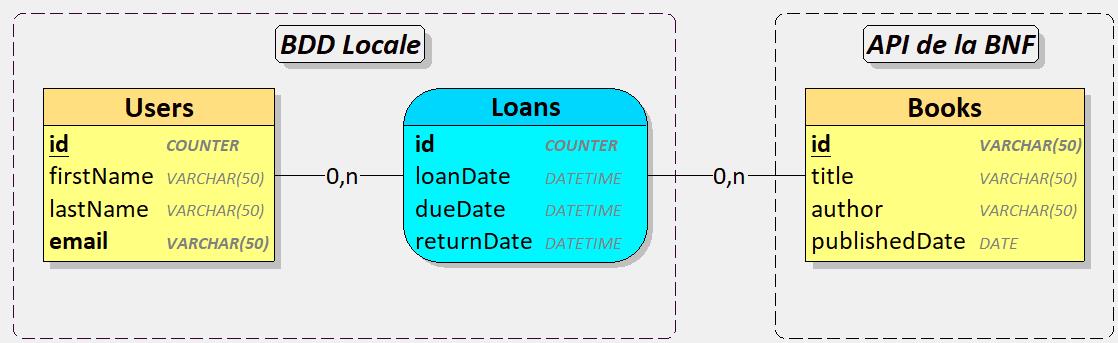 BDD Locale
Users
id COUNTER
firstName VARCHAR(50)
lastName VARCHAR(50)
email VARCHAR(50)
0,n
Loans
id COUNTER
loanDate DATETIME
dueDate DATETIME
returnDate DATETIME
0,n
API de la BNF
Books
id VARCHAR(50)
title VARCHAR(50)
author VARCHAR(50)
publishedDate DATE